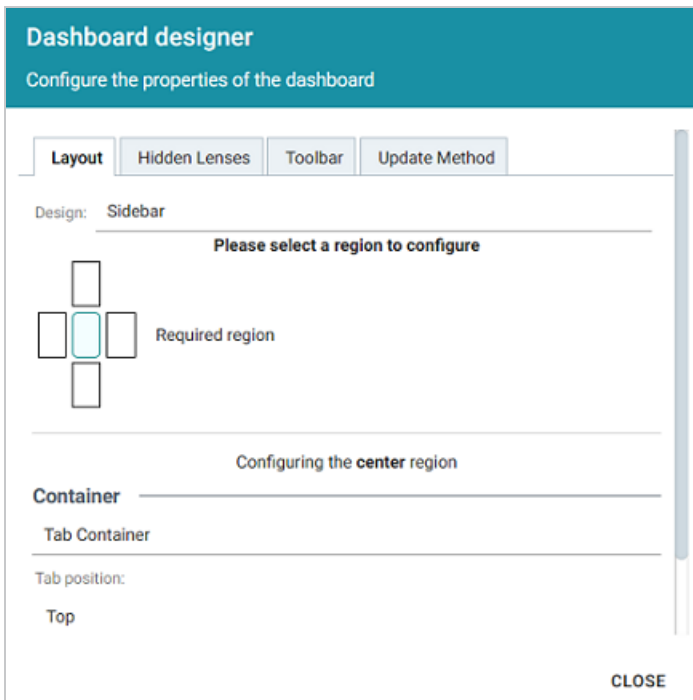 Dashboard designer
Configure the properties of the dashboard
Layout Hidden Lenses Toolbar Update Method
Design: Sidebar
Please select a region to configure
Required region
Configuring the center region
Container
Tab Container
Tab position:
Top
CLOSE